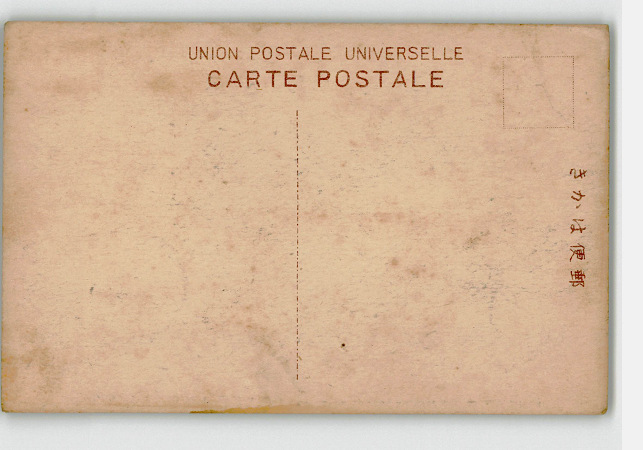 UNION POSTALE UNIVERSELLE
CARTE POSTALE
きかは便郵